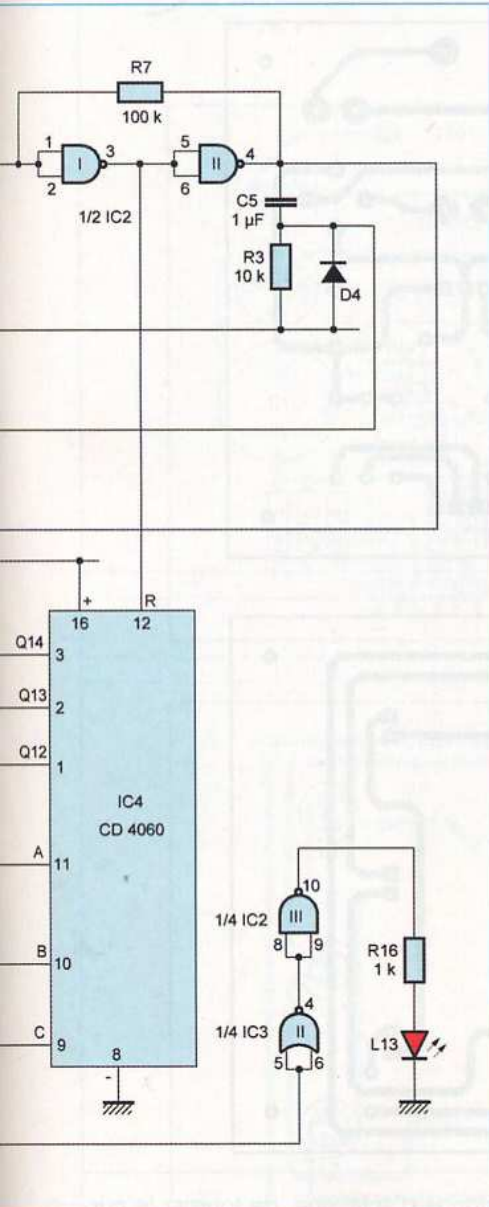 R7
100 k
1
2
I
3
5
6
II
4
1/2 IC2
C5
1 µF
R3
10 k
D4
+
R
16
12
Q14
3
Q13
2
Q12
1
IC4
CD 4060
A
11
B
10
C
9
8
-
10
III
1/4 IC2
8
9
R16
1 k
4
II
1/4 IC3
5
6
L13